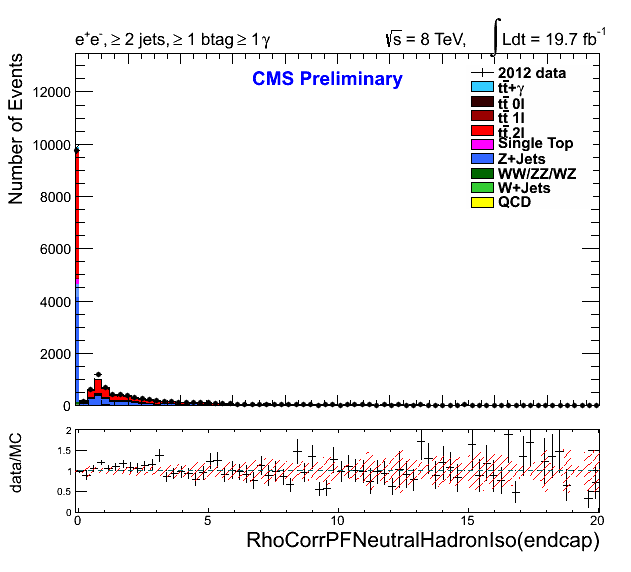 e⁺e⁻, ≥ 2 jets, ≥ 1 btag ≥ 1γ √s = 8 TeV, ∫ Ldt = 19.7 fb⁻¹
CMS Preliminary
2012 data
tt̄+γ
tt̄ 0l
tt̄ 1l
tt̄ 2l
Single Top
Z+Jets
WW/ZZ/WZ
W+Jets
QCD
Number of Events
12000
10000
8000
6000
4000
2000
0
data/MC
2
1.5
1
0.5
0
0 5 10 15 20
RhoCorrPFNeutralHadronIso(endcap)